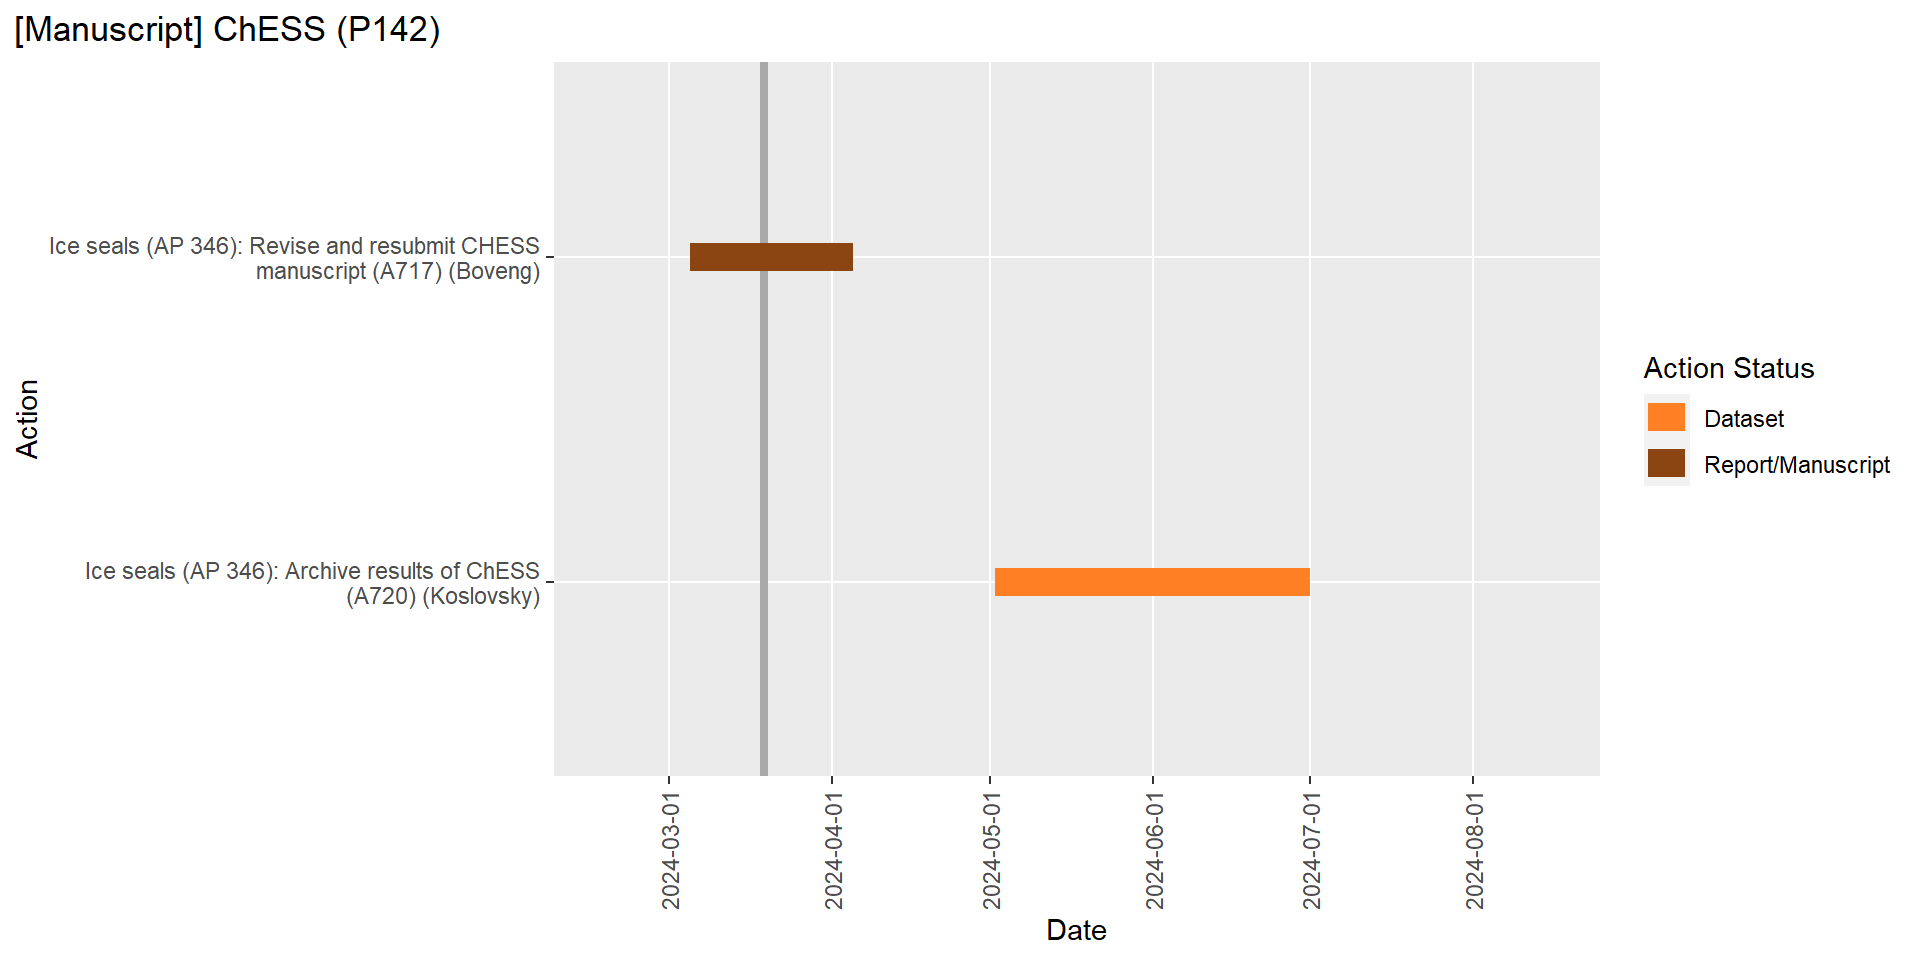 [Manuscript] ChESS (P142)
Action
Ice seals (AP 346): Revise and resubmit CHESS
manuscript (A717) (Boveng)
Ice seals (AP 346): Archive results of ChESS
(A720) (Koslovsky)
2024-03-01
2024-04-01
2024-05-01
2024-06-01
2024-07-01
2024-08-01
Date
Action Status
Dataset
Report/Manuscript